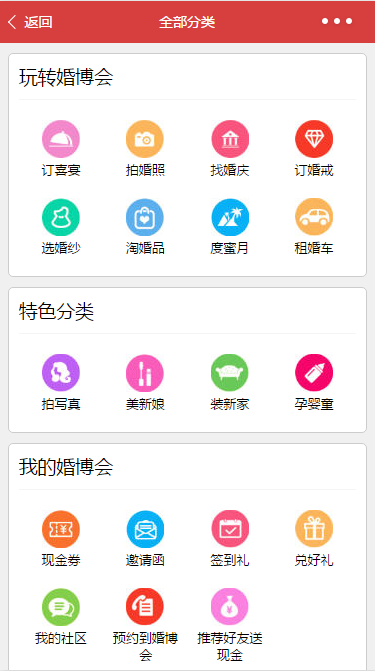 返回 全部分类
玩转婚博会
订喜宴 拍婚照 找婚庆 订婚戒
选婚纱 淘婚品 度蜜月 租婚车
特色分类
拍写真 美新娘 装新家 孕婴童
我的婚博会
现金券 邀请函 签到礼 兑好礼
我的社区 预约到婚博 推荐好友送
会 现金